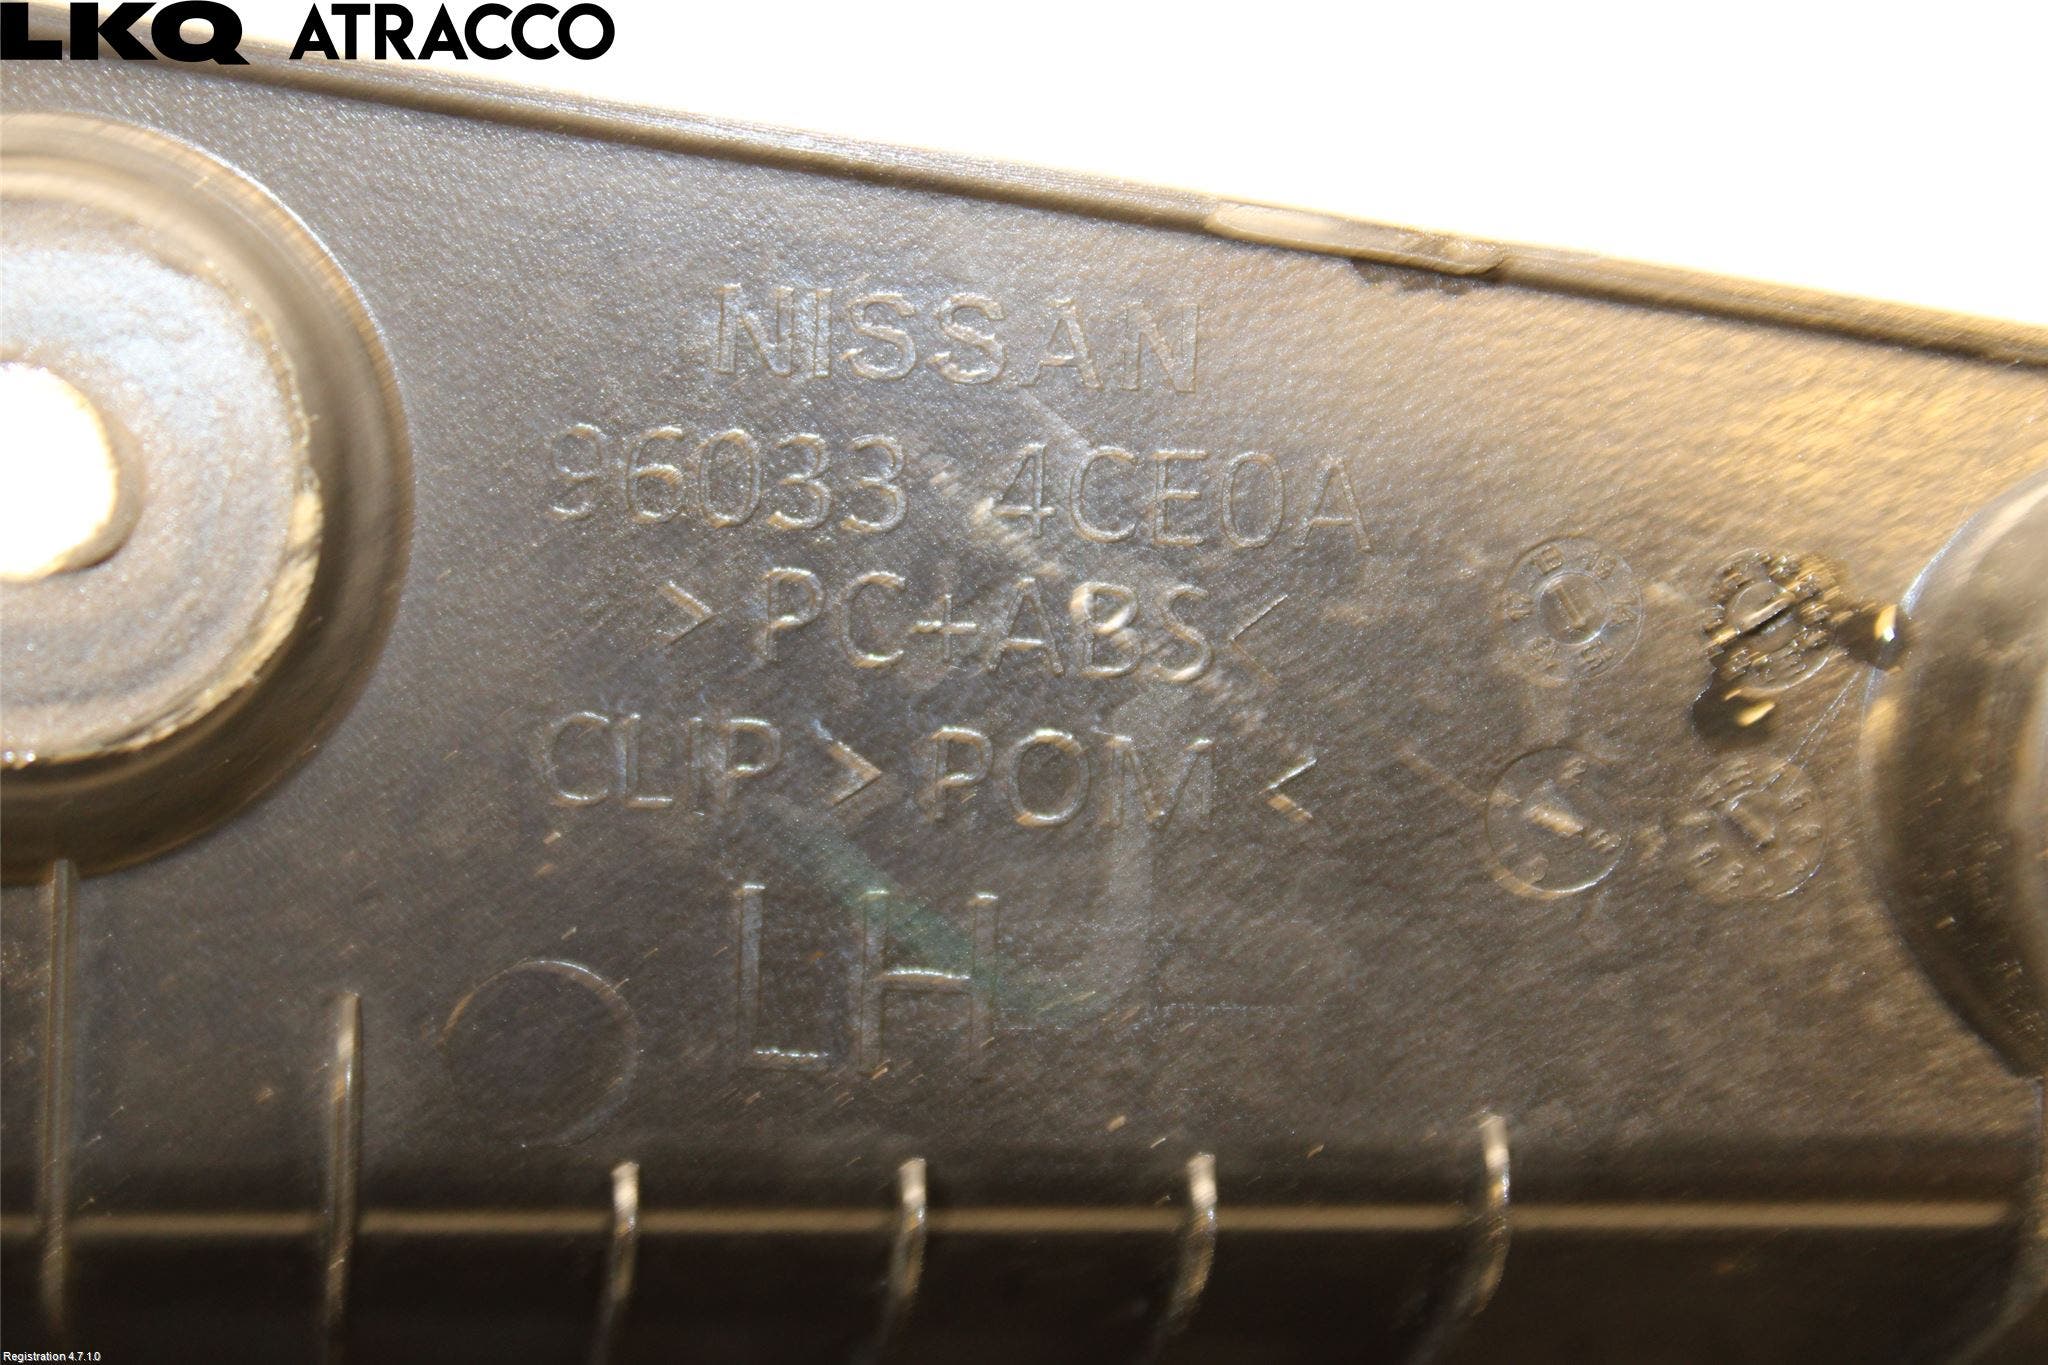 LKQ ATRACCO
NISSAN
96033 4CE0A
>PC+ABS<
CLIP >POM<
LH
Registration 4.7.1.0